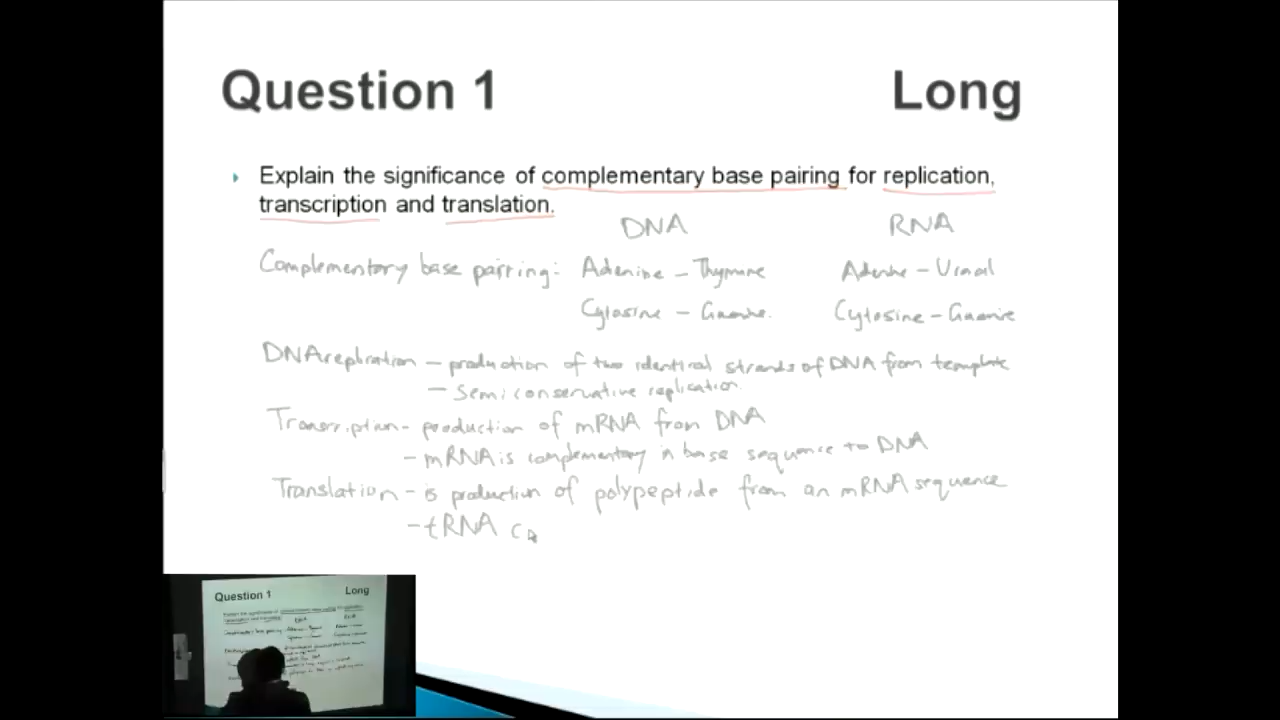 Question 1 Long
Explain the significance of complementary base pairing for replication,
transcription and translation.
DNA RNA
Complementary base pairing: Adenine - Thymine Adenine - Uracil
Cytosine - Guanine. Cytosine - Guanine
DNA replication - production of two identical strands of DNA from template
- Semi conservative replication.
Transcription - production of mRNA from DNA
- mRNA is complementary in base sequence to DNA
Translation - is production of polypeptide from an mRNA sequence
- tRNA c
Question 1 Long